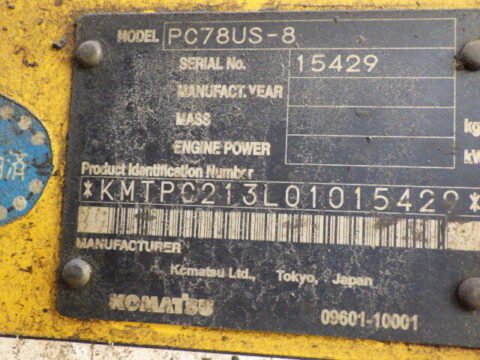 MODEL PC78US-8
SERIAL No. 15429
MANUFACT. YEAR
MASS kg
ENGINE POWER
Product Identification Number
*KMTPC213L01015429*
MANUFACTURER
Komatsu Ltd., Tokyo, Japan
KOMATSU 09601-10001